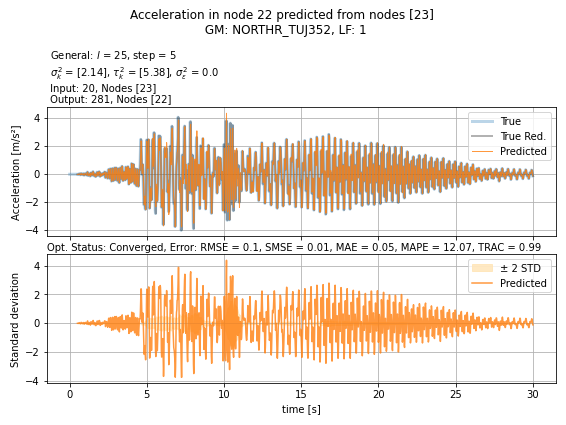 Acceleration in node 22 predicted from nodes [23]
GM: NORTHR_TUJ352, LF: 1
General: l = 25, step = 5
σ²ₖ = [2.14], τ²ₖ = [5.38], σ²ε = 0.0
Input: 20, Nodes [23]
Output: 281, Nodes [22]
Acceleration [m/s²]
4
2
0
−2
−4
True
True Red.
Predicted
Opt. Status: Converged, Error: RMSE = 0.1, SMSE = 0.01, MAE = 0.05, MAPE = 12.07, TRAC = 0.99
Standard deviation
4
2
0
−2
−4
± 2 STD
Predicted
0 5 10 15 20 25 30
time [s]